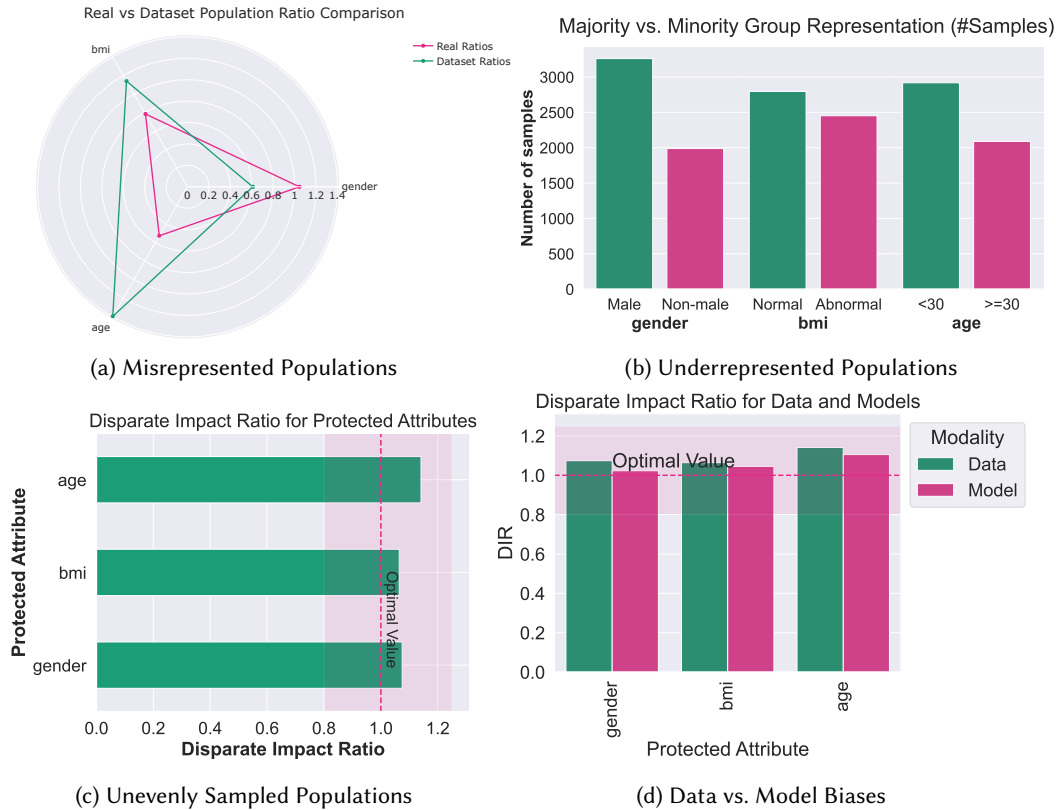 Real vs Dataset Population Ratio Comparison
bmi
Real Ratios
Dataset Ratios
gender
0 0.2 0.4 0.6 0.8 1 1.2 1.4
age
(a) Misrepresented Populations
Majority vs. Minority Group Representation (#Samples)
Number of samples
3000
2500
2000
1500
1000
500
0
Male Non-male Normal Abnormal <30 >=30
gender bmi age
(b) Underrepresented Populations
Disparate Impact Ratio for Protected Attributes
Protected Attribute
age
bmi
gender
Optimal Value
0.0 0.2 0.4 0.6 0.8 1.0 1.2
Disparate Impact Ratio
(c) Unevenly Sampled Populations
Disparate Impact Ratio for Data and Models
Modality
Data
Model
Optimal Value
DIR
1.2
1.0
0.8
0.6
0.4
0.2
0.0
gender bmi age
Protected Attribute
(d) Data vs. Model Biases